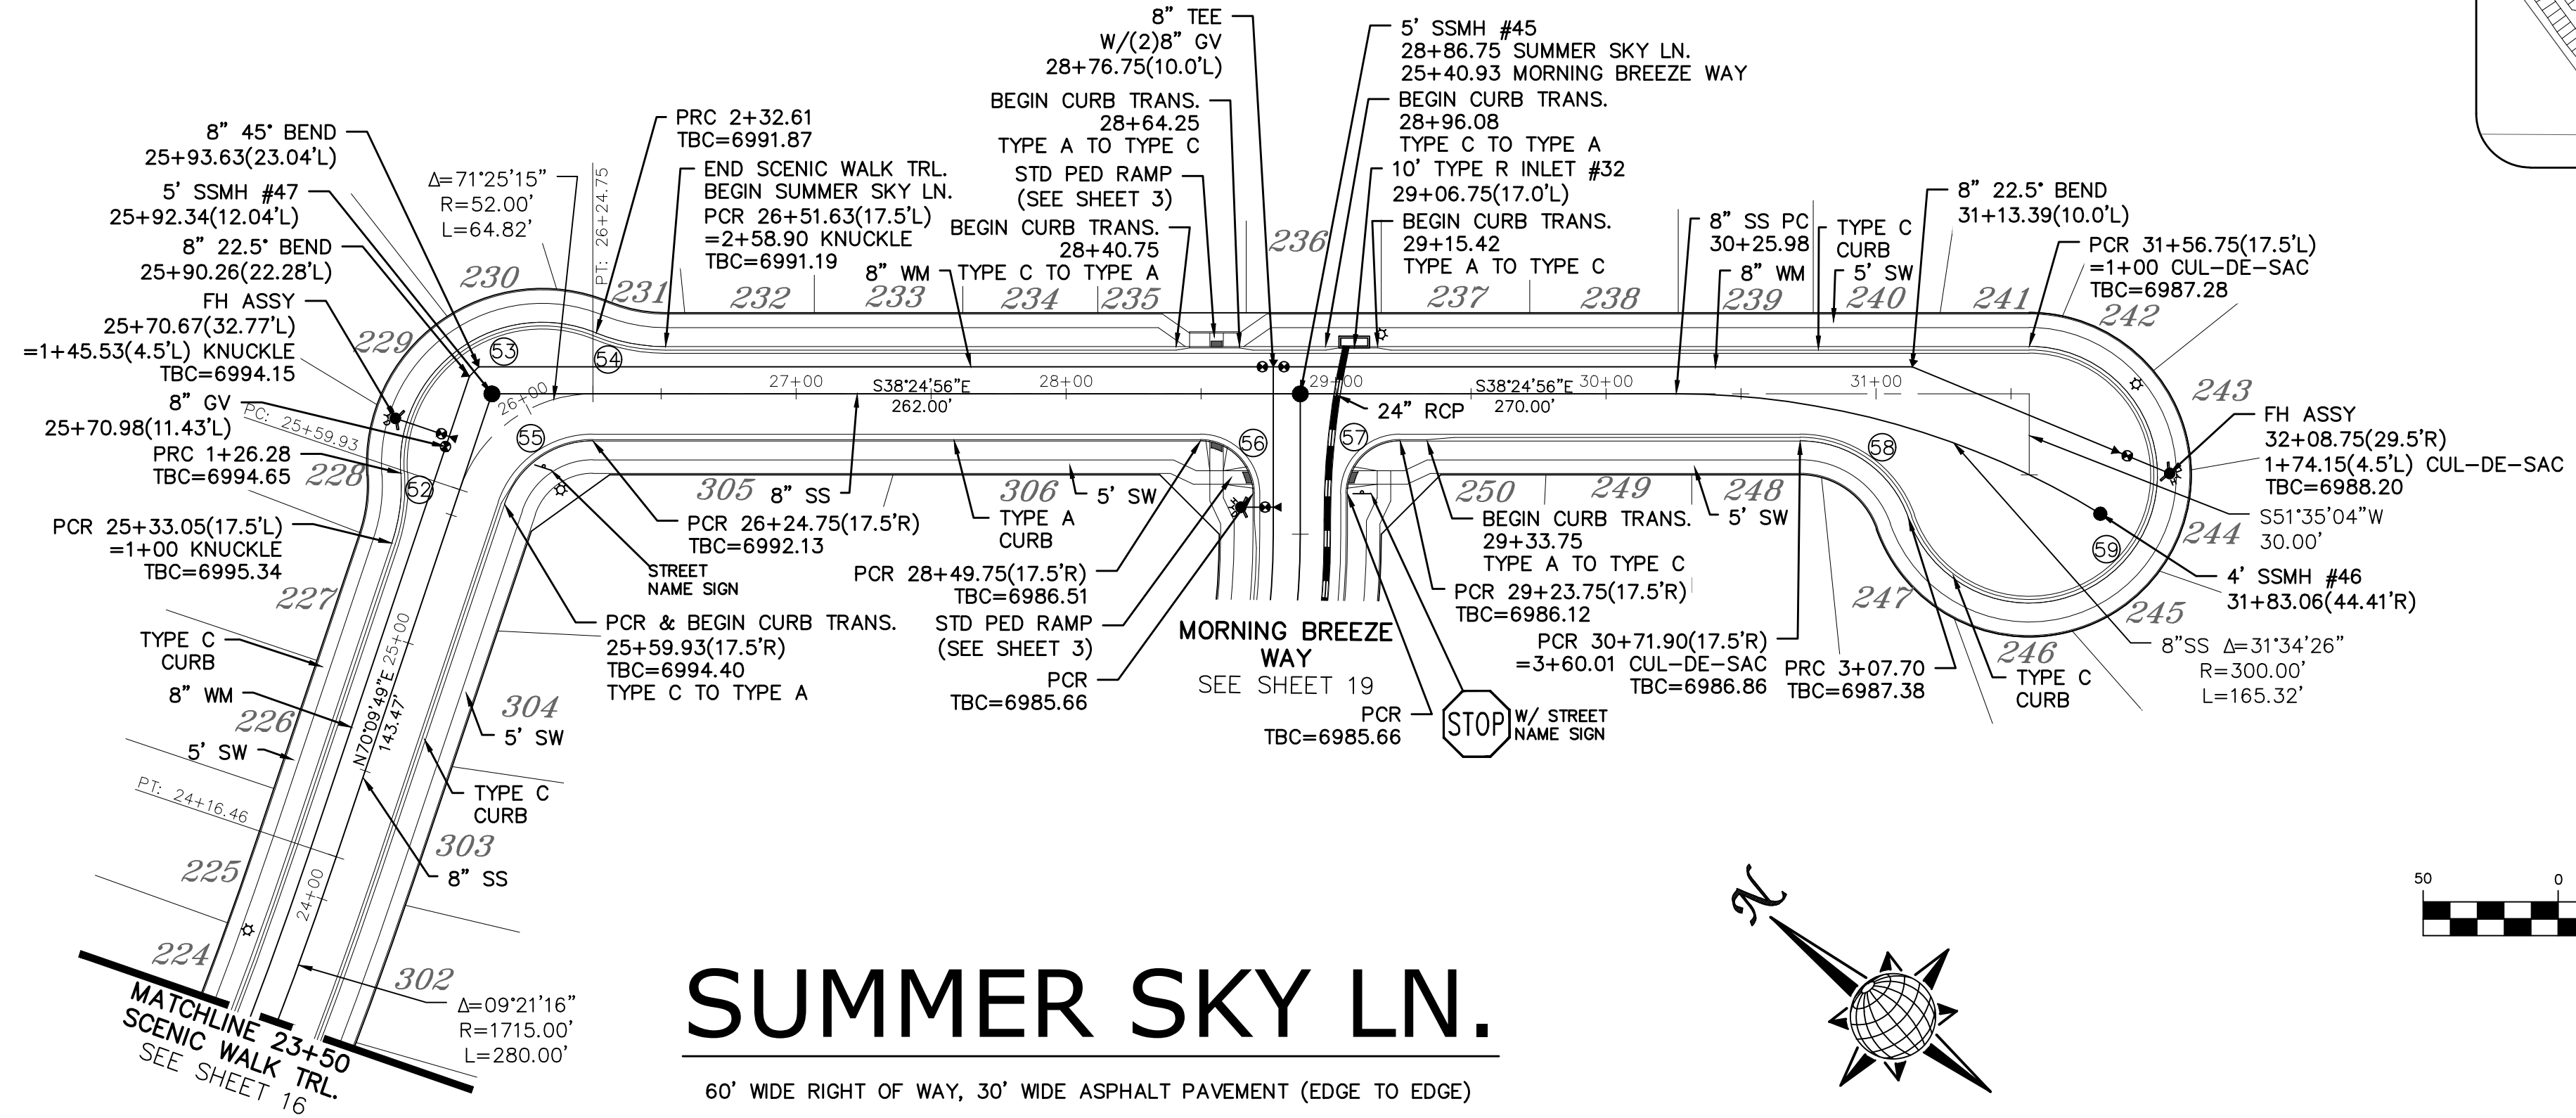 8" TEE
W/(2)8" GV
28+76.75(10.0'L)
5' SSMH #45
28+86.75 SUMMER SKY LN.
25+40.93 MORNING BREEZE WAY
BEGIN CURB TRANS.
28+64.25
TYPE A TO TYPE C
BEGIN CURB TRANS.
28+96.08
TYPE C TO TYPE A
PRC 2+32.61
TBC=6991.87
8" 45° BEND
25+93.63(23.04'L)
END SCENIC WALK TRL.
BEGIN SUMMER SKY LN.
PCR 26+51.63(17.5'L)
=2+58.90 KNUCKLE
TBC=6991.19
STD PED RAMP
(SEE SHEET 3)
10' TYPE R INLET #32
29+06.75(17.0'L)
Δ=71°25'15"
R=52.00'
L=64.82'
PT: 26+24.75
5' SSMH #47
25+92.34(12.04'L)
BEGIN CURB TRANS.
28+40.75
TYPE C TO TYPE A
BEGIN CURB TRANS.
29+15.42
TYPE A TO TYPE C
8" SS PC
30+25.98
TYPE C
CURB
8" 22.5° BEND
31+13.39(10.0'L)
PCR 31+56.75(17.5'L)
=1+00 CUL-DE-SAC
TBC=6987.28
8" 22.5° BEND
25+90.26(22.28'L)
8" WM
8" WM
5' SW
FH ASSY
25+70.67(32.77'L)
=1+45.53(4.5'L) KNUCKLE
TBC=6994.15
8" GV
25+70.98(11.43'L)
PC: 25+59.93
PRC 1+26.28
TBC=6994.65
PCR 25+33.05(17.5'L)
=1+00 KNUCKLE
TBC=6995.34
224
225
226
227
228
229
230
231
232
233
234
235
236
237
238
239
240
241
242
243
244
245
246
247
248
249
250
302
303
304
305
306
52
53
54
55
56
57
58
59
24+00
25+00
26+00
27+00
28+00
29+00
30+00
31+00
S38°24'56"E
262.00'
S38°24'56"E
270.00'
24" RCP
FH ASSY
32+08.75(29.5'R)
1+74.15(4.5'L) CUL-DE-SAC
TBC=6988.20
S51°35'04"W
30.00'
4' SSMH #46
31+83.06(44.41'R)
8"SS Δ=31°34'26"
R=300.00'
L=165.32'
8" SS
5' SW
PCR 26+24.75(17.5'R)
TBC=6992.13
TYPE A
CURB
5' SW
BEGIN CURB TRANS.
29+33.75
TYPE A TO TYPE C
STREET
NAME SIGN
PCR 28+49.75(17.5'R)
TBC=6986.51
PCR 29+23.75(17.5'R)
TBC=6986.12
PCR & BEGIN CURB TRANS.
25+59.93(17.5'R)
TBC=6994.40
TYPE C TO TYPE A
STD PED RAMP
(SEE SHEET 3)
PCR
TBC=6985.66
MORNING BREEZE
WAY
SEE SHEET 19
PCR
TBC=6985.66
STOP
W/ STREET
NAME SIGN
PCR 30+71.90(17.5'R)
=3+60.01 CUL-DE-SAC
TBC=6986.86
PRC 3+07.70
TBC=6987.38
TYPE C
CURB
TYPE C
CURB
8" WM
5' SW
N70°09'49"E
143.47'
5' SW
PT: 24+16.46
TYPE C
CURB
8" SS
Δ=09°21'16"
R=1715.00'
L=280.00'
MATCHLINE 23+50
SCENIC WALK TRL.
SEE SHEET 16
N
50
0
SUMMER SKY LN.
60' WIDE RIGHT OF WAY, 30' WIDE ASPHALT PAVEMENT (EDGE TO EDGE)